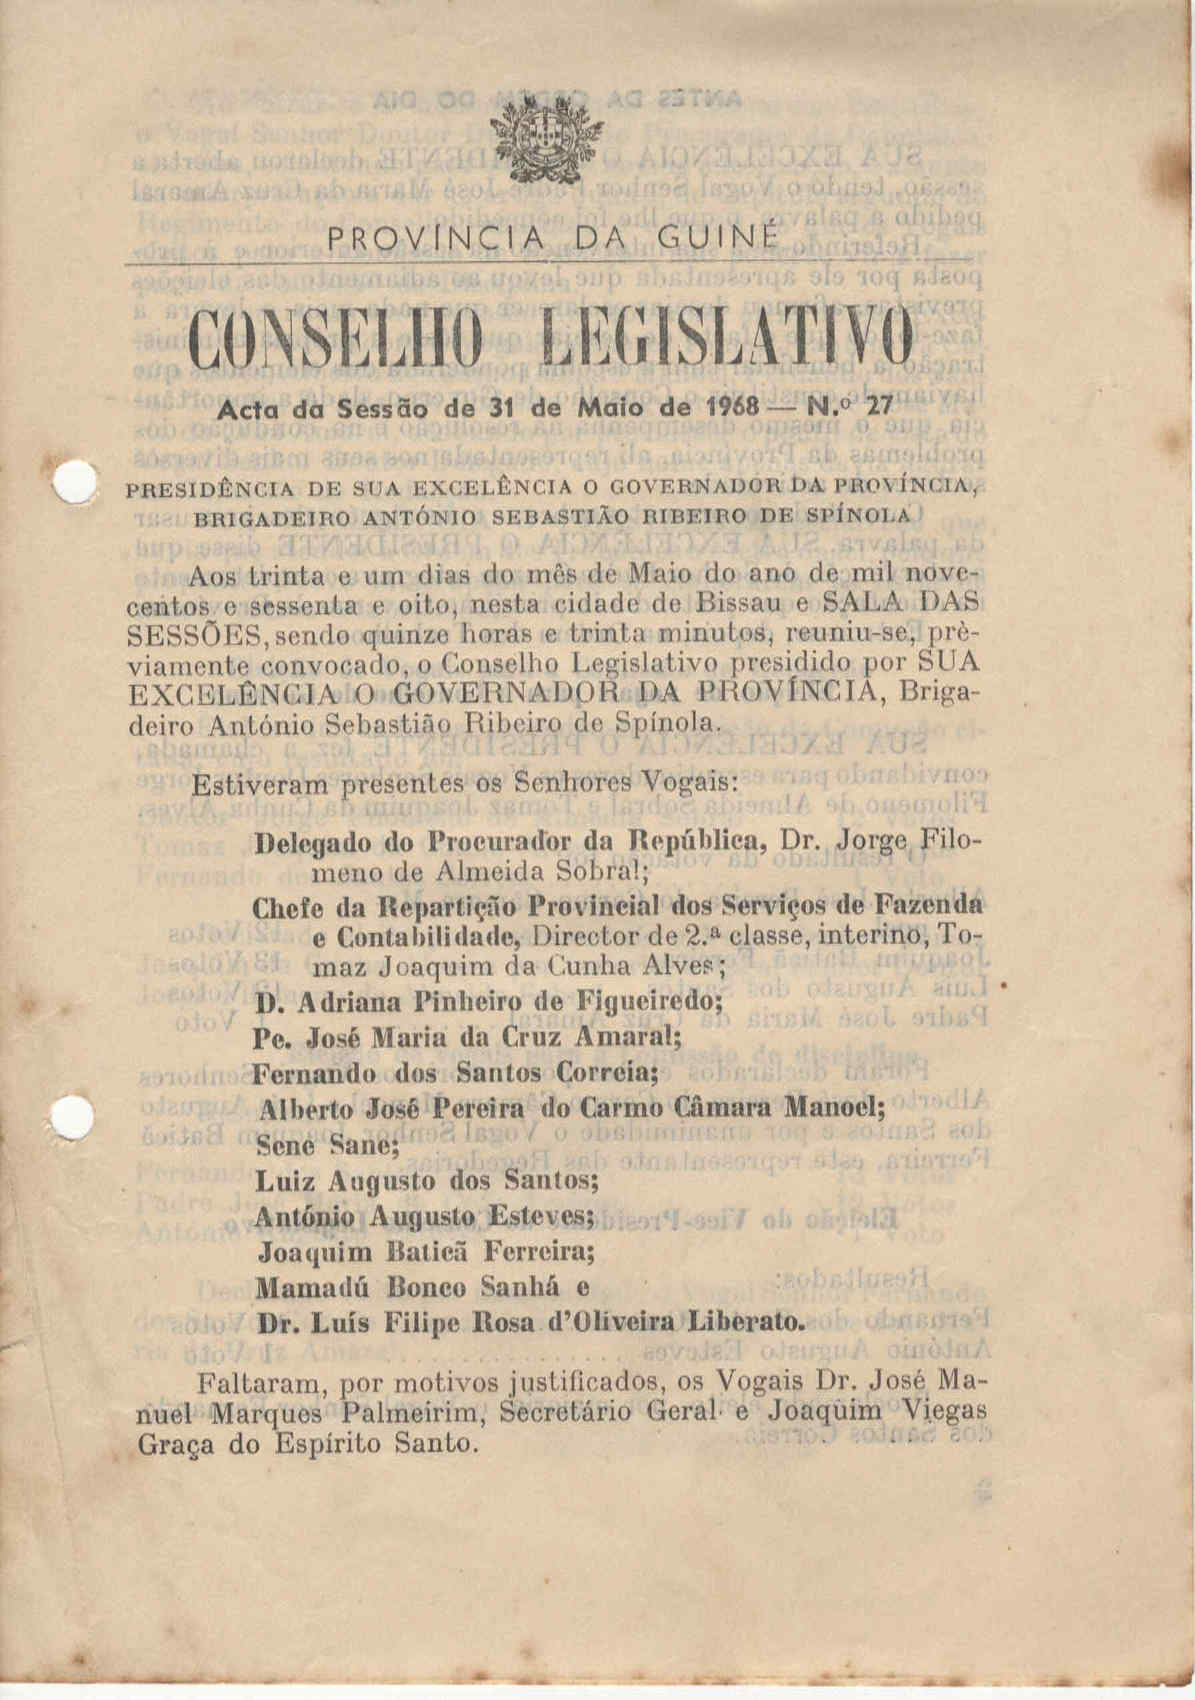 PROVÍNCIA DA GUINÉ
CONSELHO LEGISLATIVO
Acta da Sessão de 31 de Maio de 1968 — N.º 27
PRESIDÊNCIA DE SUA EXCELÊNCIA O GOVERNADOR DA PROVÍNCIA,
BRIGADEIRO ANTÓNIO SEBASTIÃO RIBEIRO DE SPÍNOLA
Aos trinta e um dias do mês de Maio do ano de mil nove-
centos e sessenta e oito, nesta cidade de Bissau e SALA DAS
SESSÕES, sendo quinze horas e trinta minutos, reuniu-se, prè-
viamente convocado, o Conselho Legislativo presidido por SUA
EXCELÊNCIA O GOVERNADOR DA PROVÍNCIA, Briga-
deiro António Sebastião Ribeiro de Spínola.
Estiveram presentes os Senhores Vogais:
Delegado do Procurador da República, Dr. Jorge Filo-
meno de Almeida Sobral;
Chefe da Repartição Provincial dos Serviços de Fazenda
e Contabilidade, Director de 2.ª classe, interino, To-
maz Joaquim da Cunha Alves;
D. Adriana Pinheiro de Figueiredo;
Pe. José Maria da Cruz Amaral;
Fernando dos Santos Correia;
Alberto José Pereira do Carmo Câmara Manoel;
Sene Sane;
Luiz Augusto dos Santos;
António Augusto Esteves;
Joaquim Baticã Ferreira;
Mamadú Bonco Sanhá e
Dr. Luís Filipe Rosa d'Oliveira Liberato.
Faltaram, por motivos justificados, os Vogais Dr. José Ma-
nuel Marques Palmeirim, Secretário Geral e Joaquim Viegas
Graça do Espírito Santo.